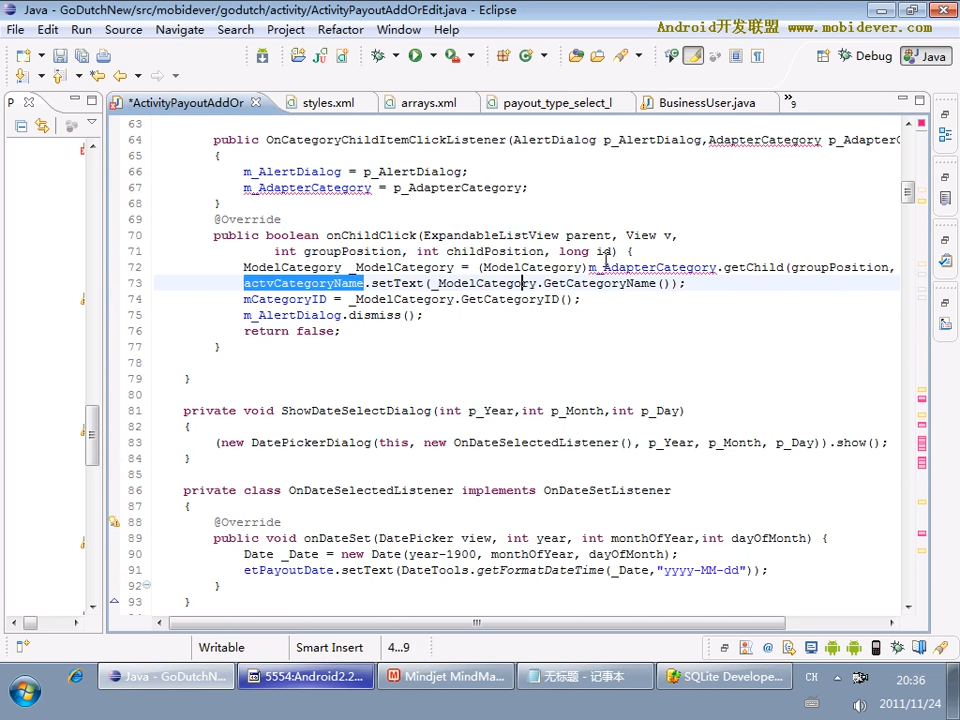 Java - GoDutchNew/src/mobidever/godutch/activity/ActivityPayoutAddOrEdit.java - Eclipse
File Edit Run Source Navigate Search Project Refactor Window Help
Android开发联盟 www.mobidever.com
Debug Java
P *ActivityPayoutAddOr styles.xml arrays.xml payout_type_select_l BusinessUser.java »9
63
64 public OnCategoryChildItemClickListener(AlertDialog p_AlertDialog,AdapterCategory p_AdapterC
65 {
66 m_AlertDialog = p_AlertDialog;
67 m_AdapterCategory = p_AdapterCategory;
68 }
69 @Override
70 public boolean onChildClick(ExpandableListView parent, View v,
71 int groupPosition, int childPosition, long id) {
72 ModelCategory _ModelCategory = (ModelCategory)m_AdapterCategory.getChild(groupPosition,
73 actvCategoryName.setText(_ModelCategory.GetCategoryName());
74 mCategoryID = _ModelCategory.GetCategoryID();
75 m_AlertDialog.dismiss();
76 return false;
77 }
78
79 }
80
81 private void ShowDateSelectDialog(int p_Year,int p_Month,int p_Day)
82 {
83 (new DatePickerDialog(this, new OnDateSelectedListener(), p_Year, p_Month, p_Day)).show();
84 }
85
86 private class OnDateSelectedListener implements OnDateSetListener
87 {
88 @Override
89 public void onDateSet(DatePicker view, int year, int monthOfYear,int dayOfMonth) {
90 Date _Date = new Date(year-1900, monthOfYear, dayOfMonth);
91 etPayoutDate.setText(DateTools.getFormatDateTime(_Date,"yyyy-MM-dd"));
92 }
93 }
Writable Smart Insert 4...9
Java - GoDutchN... 5554:Android2.2... Mindjet MindMa... 无标题 - 记事本 SQLite Develope... CH 20:36
2011/11/24